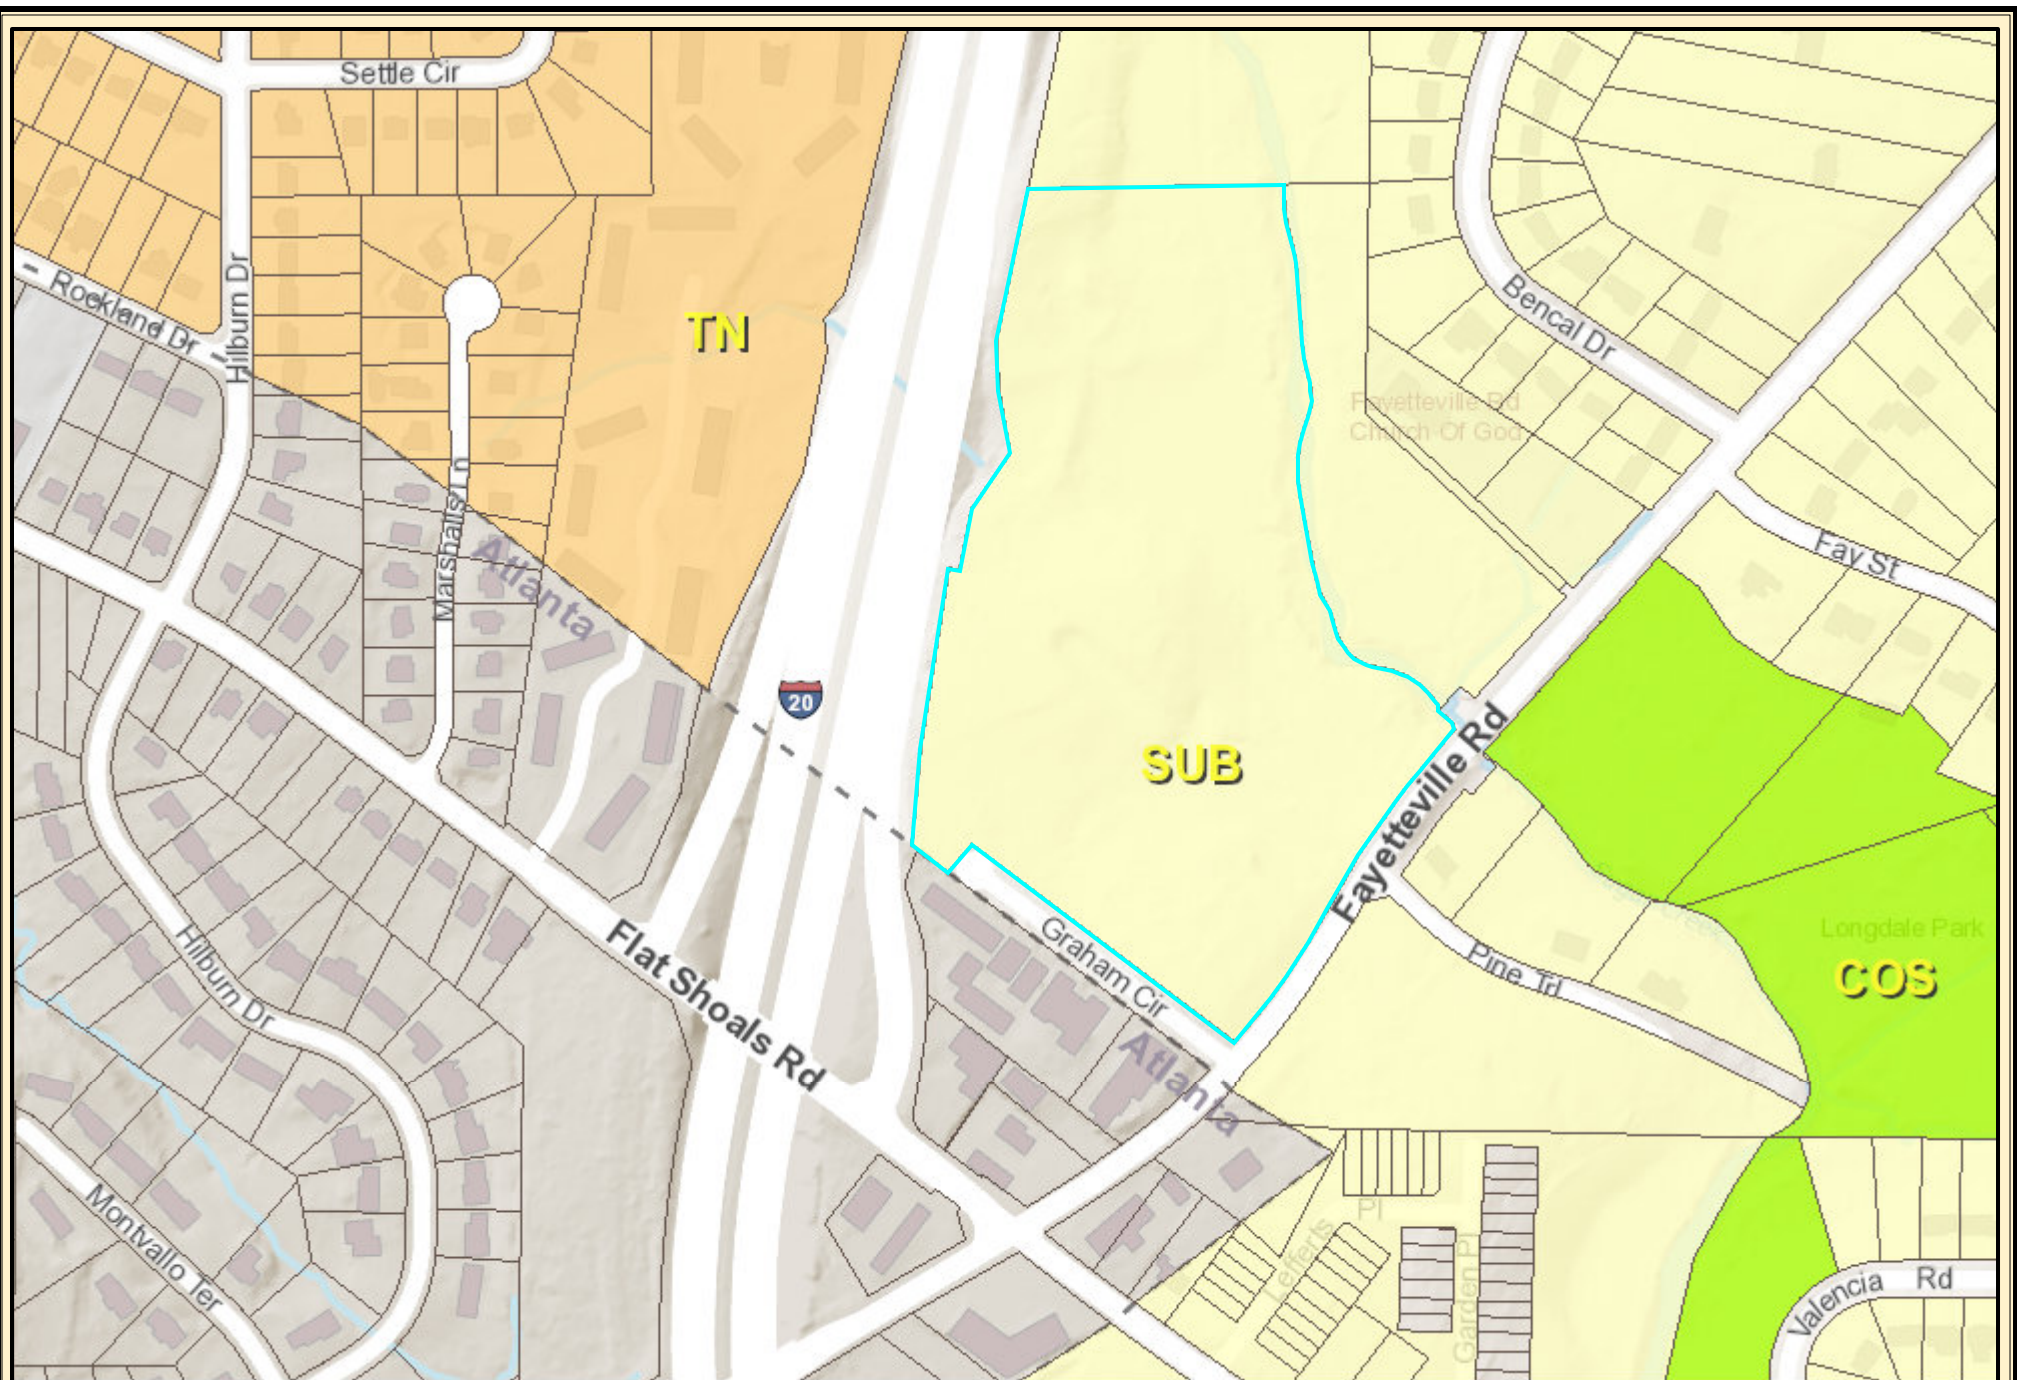 Settle Cir
Hilburn Dr
Rockland Dr
TN
Bencal Dr
Fayetteville Rd
Church Of God
Marshalls Ln
Atlanta
Fay St
20
SUB
Fayetteville Rd
Longdale Park
COS
Hilburn Dr
Flat Shoals Rd
Graham Cir
Pine Trl
Atlanta
Montvallo Ter
Lefferts
Pl
Garden Pl
Valencia Rd